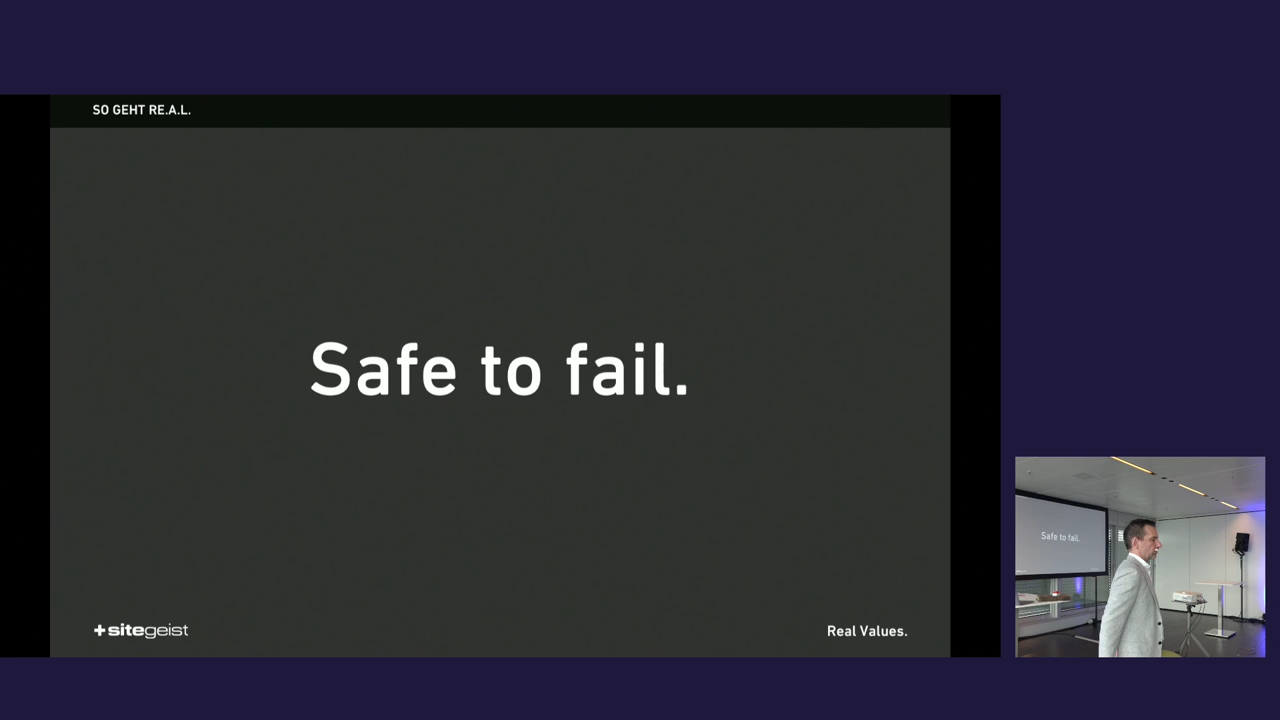 SO GEHT RE.A.L.
Safe to fail.
+sitegeist
Real Values.
Safe to fail.